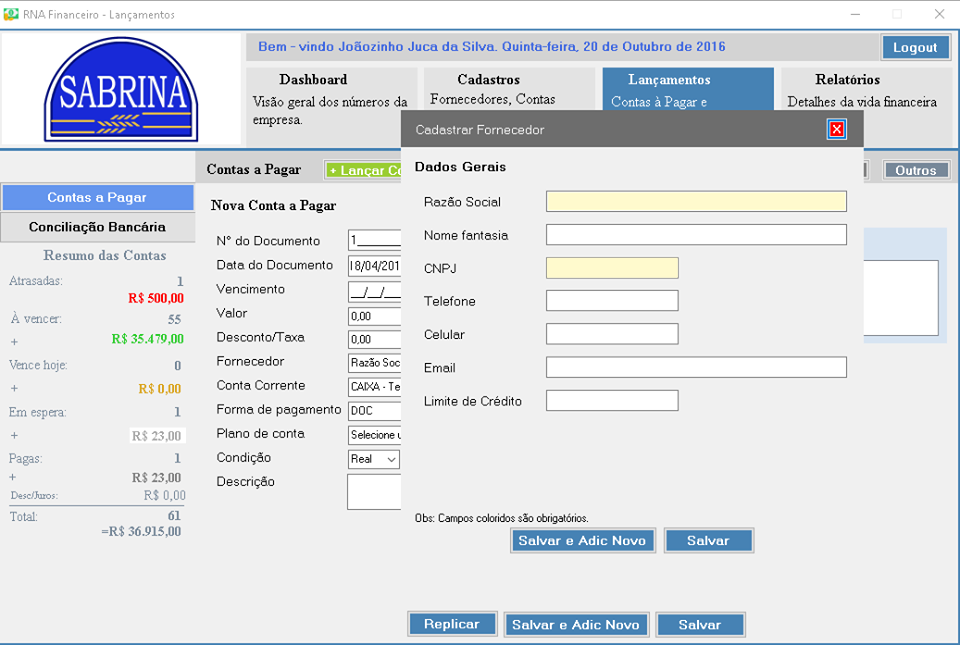 RNA Financeiro - Lançamentos
SABRINA
Bem - vindo Joãozinho Juca da Silva. Quinta-feira, 20 de Outubro de 2016
Logout
Dashboard
Visão geral dos números da
empresa.
Cadastros
Fornecedores, Contas
Lançamentos
Contas à Pagar e
Relatórios
Detalhes da vida financeira
Contas a Pagar
Conciliação Bancária
Resumo das Contas
Atrasadas: 1
R$ 500,00
À vencer: 55
+ R$ 35.479,00
Vence hoje: 0
+ R$ 0,00
Em espera: 1
+ R$ 23,00
Pagas: 1
+ R$ 23,00
Desc/Juros: R$ 0,00
Total: 61
=R$ 36.915,00
Contas a Pagar
+ Lançar Co
Outros
Nova Conta a Pagar
N° do Documento 1_______
Data do Documento 18/04/201
Vencimento __/__/__
Valor 0,00
Desconto/Taxa 0,00
Fornecedor Razão Soc
Conta Corrente CAIXA - Te
Forma de pagamento DOC
Plano de conta Selecione u
Condição Real
Descrição
Cadastrar Fornecedor
Dados Gerais
Razão Social
Nome fantasia
CNPJ
Telefone
Celular
Email
Limite de Crédito
Obs: Campos coloridos são obrigatórios.
Salvar e Adic Novo
Salvar
Replicar
Salvar e Adic Novo
Salvar